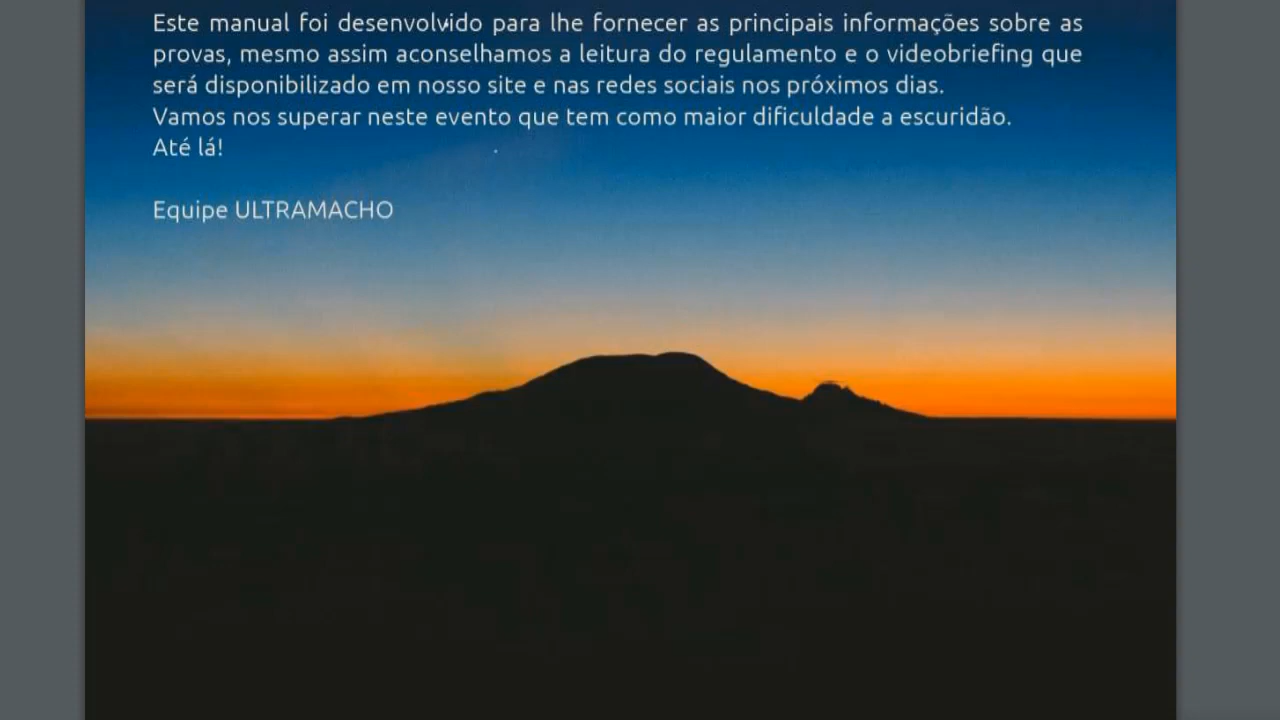 Este manual foi desenvolvido para lhe fornecer as principais informações sobre as
provas, mesmo assim aconselhamos a leitura do regulamento e o videobriefing que
será disponibilizado em nosso site e nas redes sociais nos próximos dias.
Vamos nos superar neste evento que tem como maior dificuldade a escuridão.
Até lá!
Equipe ULTRAMACHO